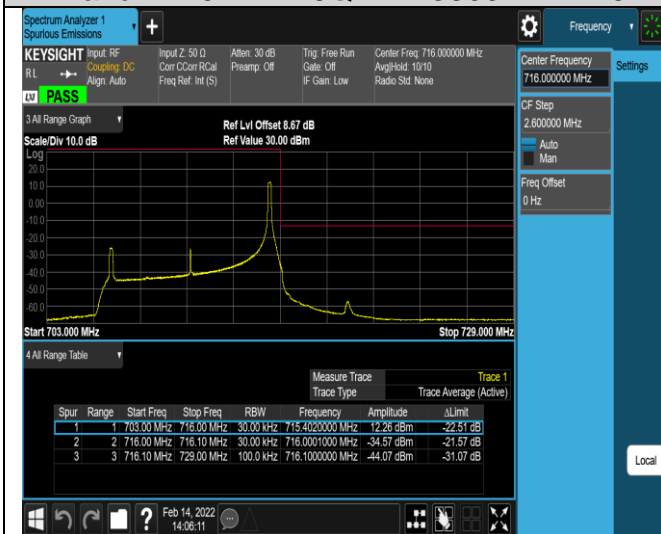 Spectrum Analyzer 1
Spurious Emissions
+
Frequency
KEYSIGHT Input: RF Input Z: 50 Ω Atten: 30 dB Trig: Free Run Center Freq: 716.000000 MHz
RL Coupling: DC Corr CCorr RCal Preamp: Off Gate: Off Avg|Hold: 10/10
Align: Auto Freq Ref: Int (S) IF Gain: Low Radio Std: None
LXI PASS
Center Frequency
716.000000 MHz
Settings
CF Step
2.600000 MHz
Auto
Man
Freq Offset
0 Hz
3 All Range Graph
Ref Lvl Offset 8.67 dB
Scale/Div 10.0 dB Ref Value 30.00 dBm
Log
20.0
10.0
0.00
-10.0
-20.0
-30.0
-40.0
-50.0
-60.0
Start 703.000 MHz Stop 729.000 MHz
4 All Range Table
Measure Trace Trace 1
Trace Type Trace Average (Active)
Spur Range Start Freq Stop Freq RBW Frequency Amplitude ΔLimit
1 1 703.00 MHz 716.00 MHz 30.00 kHz 715.4020000 MHz 12.26 dBm -22.51 dB
2 2 716.00 MHz 716.10 MHz 30.00 kHz 716.0001000 MHz -34.57 dBm -21.57 dB
3 3 716.10 MHz 729.00 MHz 100.0 kHz 716.1000000 MHz -44.07 dBm -31.07 dB
Local
? Feb 14, 2022
14:06:11